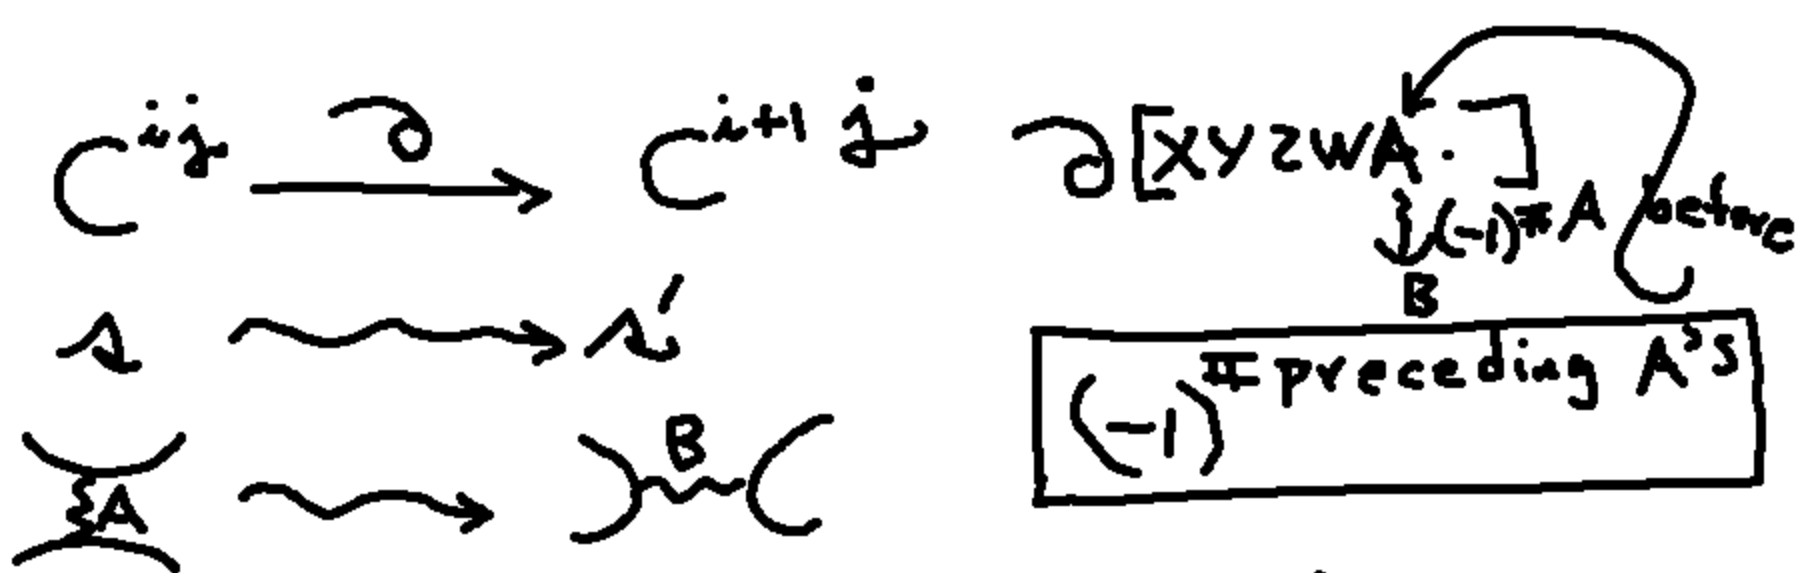 C^{ij} ∂→ C^{i+1 j} ∂[XYZWA··]
(-1)^{# A before}
B
s ⟿ s'
(-1)^{# preceding A's}
A ⟿ B